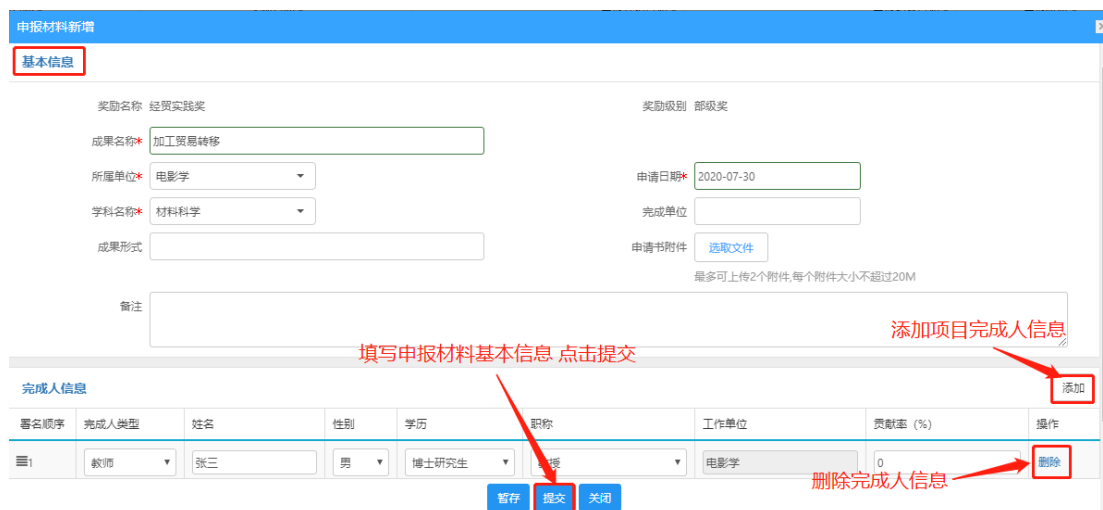 申报材料新增
基本信息
奖励名称 经贸实践奖 奖励级别 部级奖
成果名称* 加工贸易转移
所属单位* 电影学 申请日期* 2020-07-30
学科名称* 材料科学 完成单位
成果形式 申请书附件 选取文件
最多可上传2个附件,每个附件大小不超过20M
备注
添加项目完成人信息
填写申报材料基本信息 点击提交
完成人信息 添加
署名顺序 完成人类型 姓名 性别 学历 职称 工作单位 贡献率 (%) 操作
1 教师 张三 男 博士研究生 教授 电影学 0 删除
删除完成人信息
暂存 提交 关闭